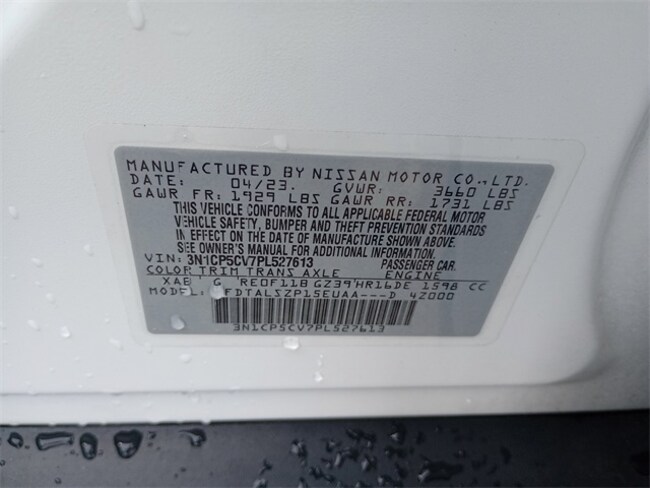 MANUFACTURED BY NISSAN MOTOR CO.,LTD.
DATE: 04/23. GVWR: 3660 LBS
GAWR FR: 1929 LBS GAWR RR: 1731 LBS
THIS VEHICLE CONFORMS TO ALL APPLICABLE FEDERAL MOTOR
VEHICLE SAFETY, BUMPER AND THEFT PREVENTION STANDARDS
IN EFFECT ON THE DATE OF MANUFACTURE SHOWN ABOVE.
SEE OWNER'S MANUAL FOR ADDITIONAL INFORMATION.
VIN: 3N1CP5CV7PL527613 PASSENGER CAR.
COLOR TRIM TRANS AXLE ENGINE
XAB G RE0F11B GZ39 HR16DE 1598 CC
MODEL: FDTALSZP15EUAA---D 4Z000
3N1CP5CV7PL527613